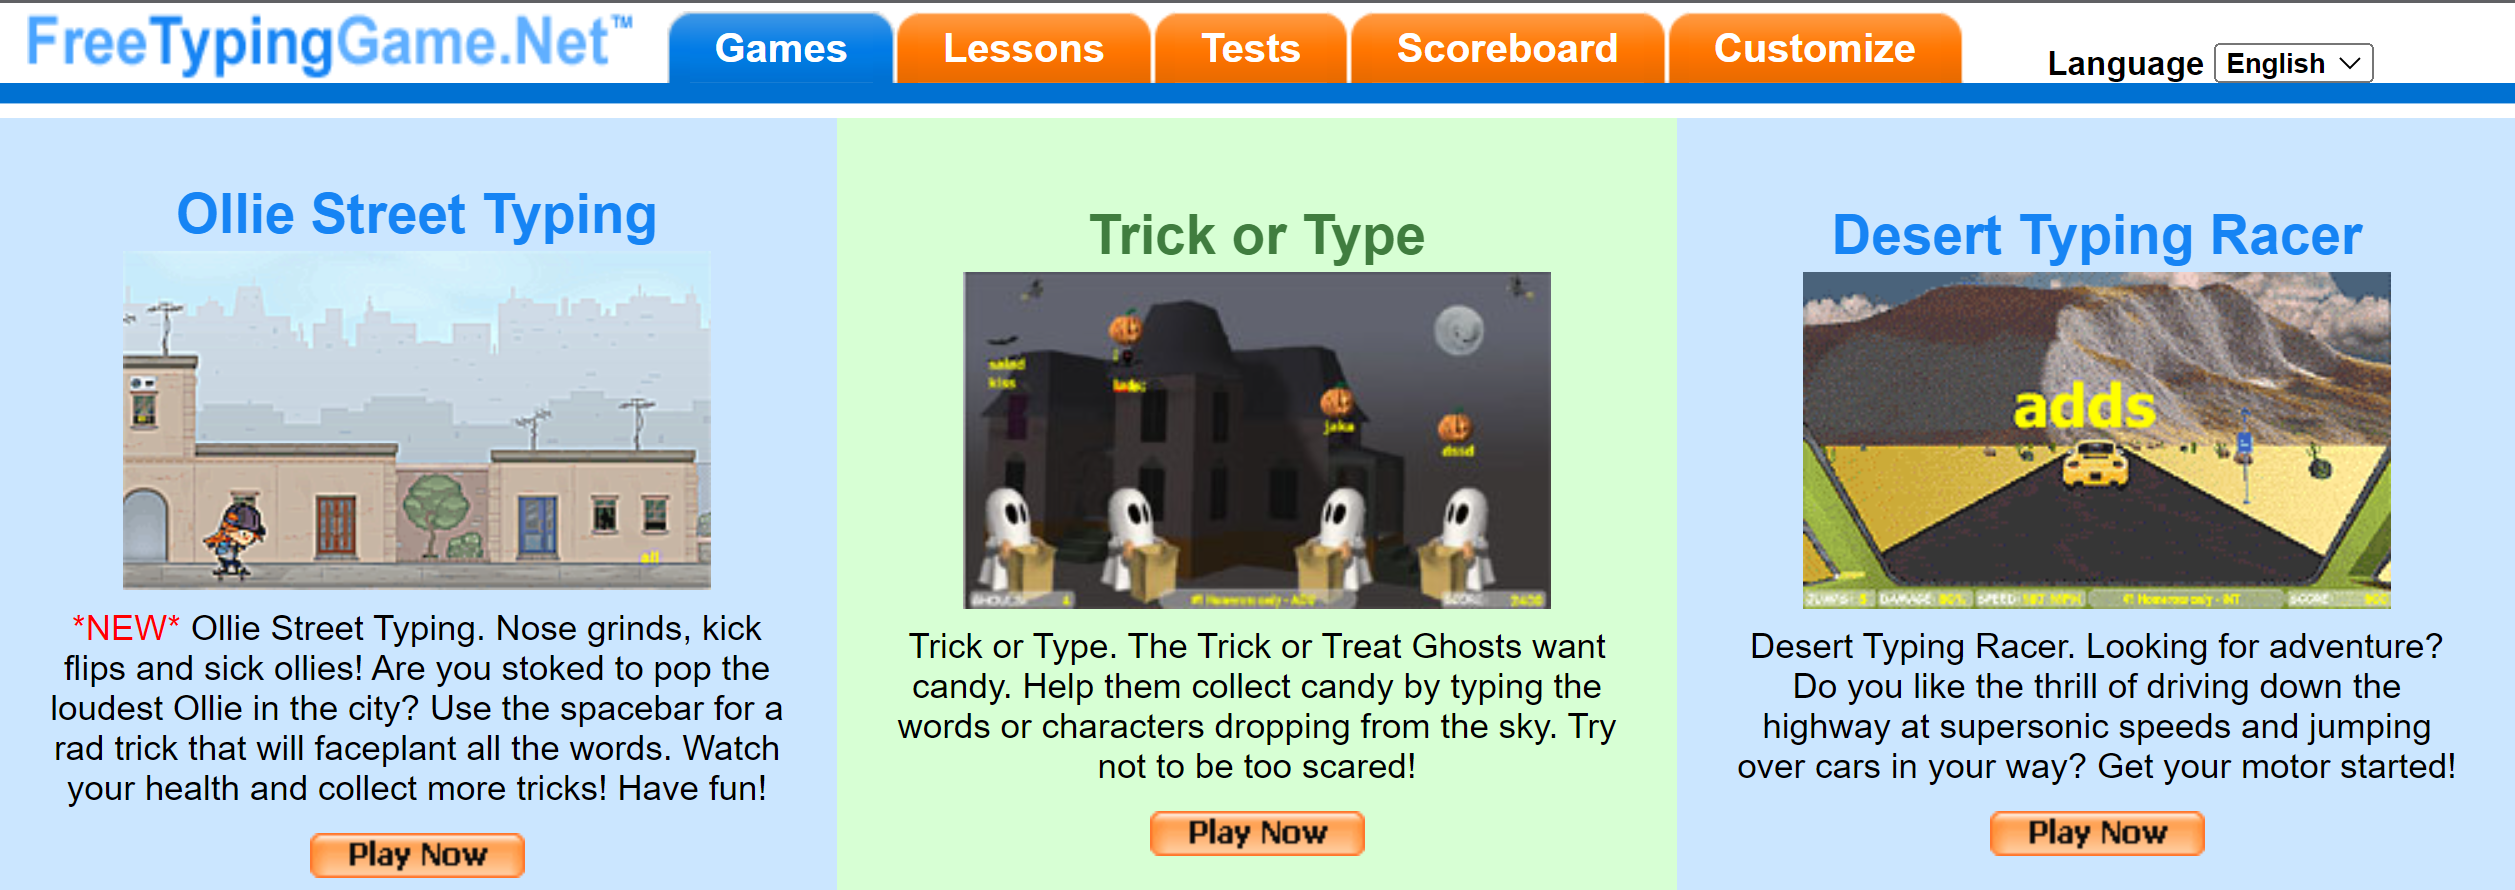 FreeTypingGame.Net™
Games
Lessons
Tests
Scoreboard
Customize
Language
English
Ollie Street Typing
all
*NEW* Ollie Street Typing. Nose grinds, kick
flips and sick ollies! Are you stoked to pop the
loudest Ollie in the city? Use the spacebar for a
rad trick that will faceplant all the words. Watch
your health and collect more tricks! Have fun!
Play Now
Trick or Type
salad
kiss
jaka
dssd
Trick or Type. The Trick or Treat Ghosts want
candy. Help them collect candy by typing the
words or characters dropping from the sky. Try
not to be too scared!
Play Now
Desert Typing Racer
adds
Desert Typing Racer. Looking for adventure?
Do you like the thrill of driving down the
highway at supersonic speeds and jumping
over cars in your way? Get your motor started!
Play Now